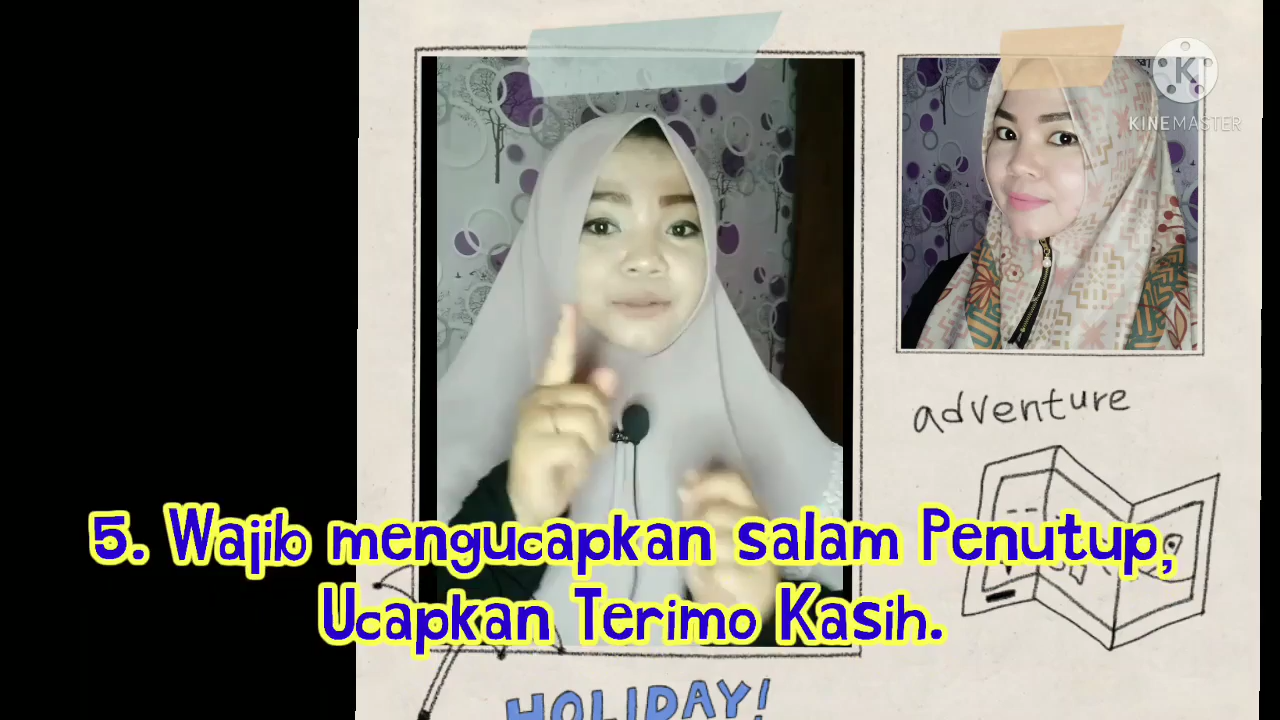 K
KINEMASTER
adventure
5. Wajib mengucapkan salam Penutup,
Ucapkan Terimo Kasih.
HOLIDAY!